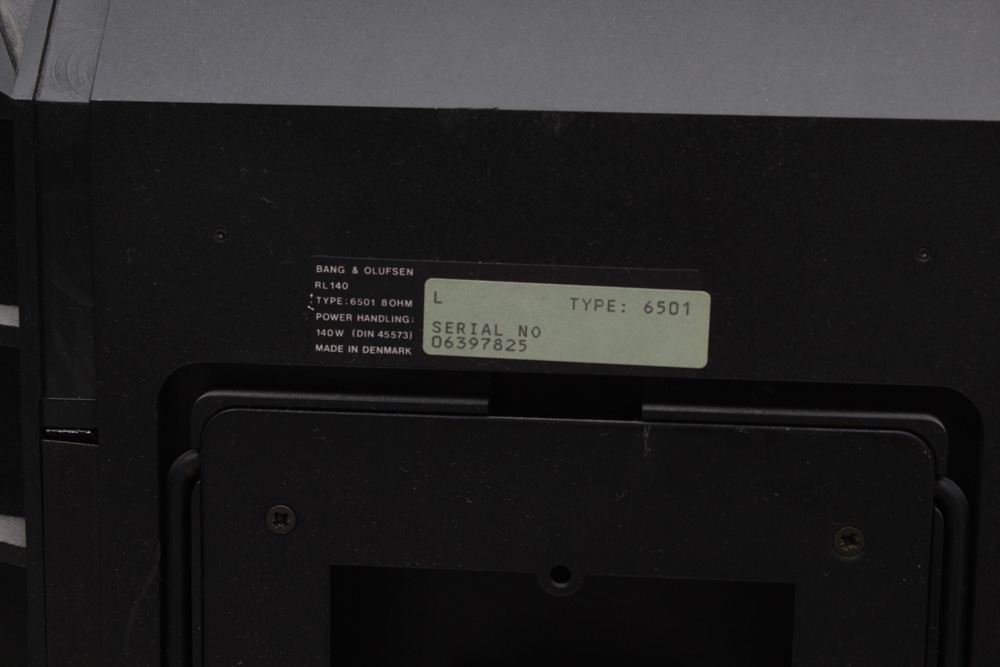 BANG & OLUFSEN
RL140
TYPE:6501 8OHM
POWER HANDLING:
140W (DIN 45573)
MADE IN DENMARK
L TYPE: 6501
SERIAL NO
06397825